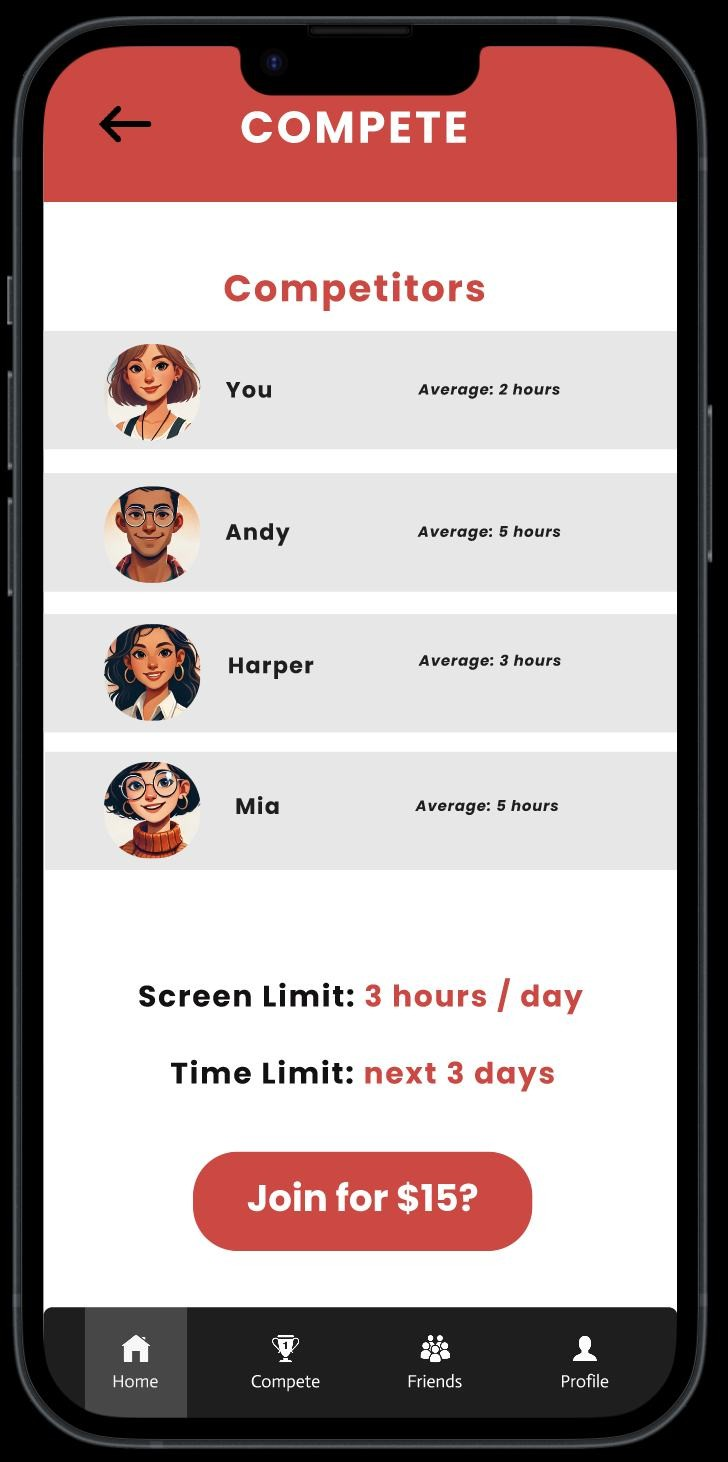 COMPETE
Competitors
You
Average: 2 hours
Andy
Average: 5 hours
Harper
Average: 3 hours
Mia
Average: 5 hours
Screen Limit: 3 hours / day
Time Limit: next 3 days
Join for $15?
1
Home
Compete
Friends
Profile